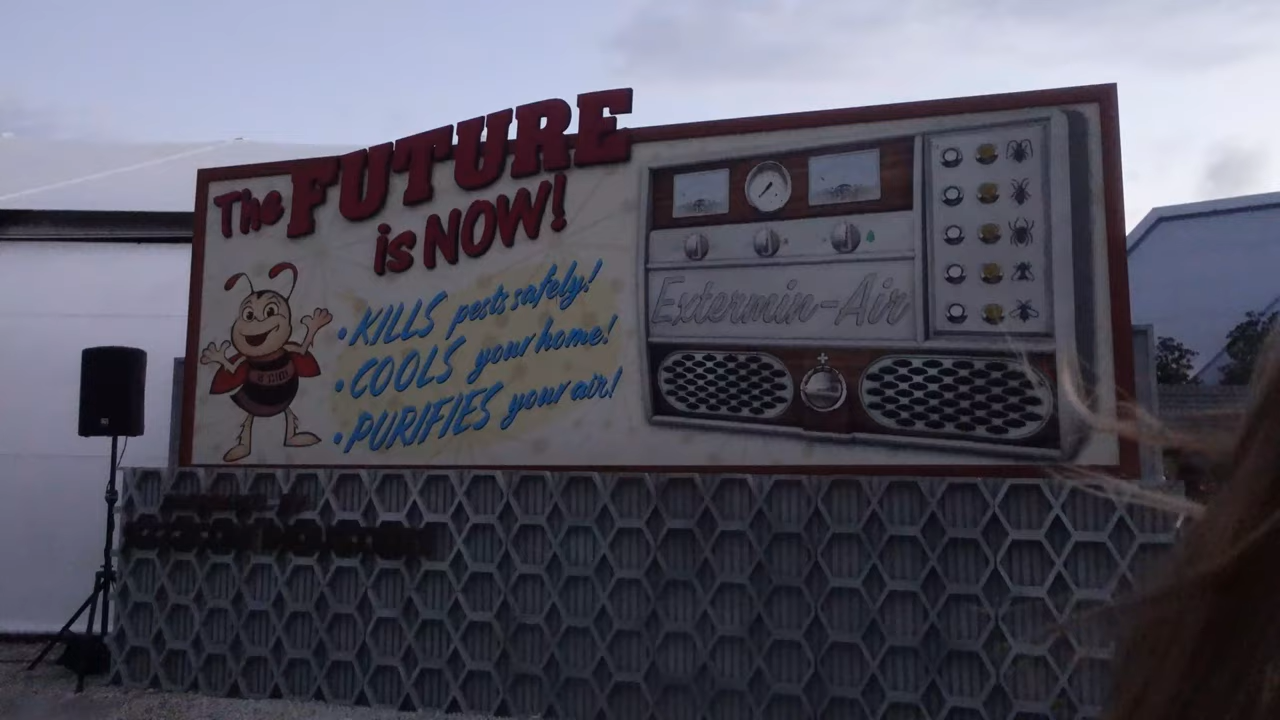 The FUTURE
is NOW!
• KILLS pests safely!
• COOLS your home!
• PURIFIES your air!
Extermin-Air